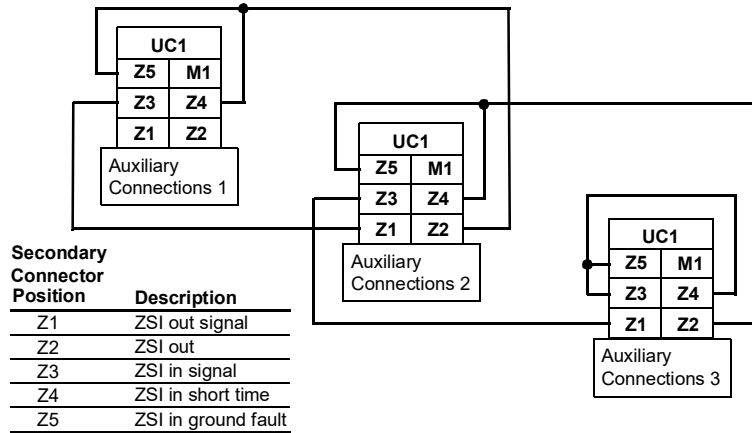 UC1
Z5 M1
Z3 Z4
Z1 Z2
Auxiliary
Connections 1
UC1
Z5 M1
Z3 Z4
Z1 Z2
Auxiliary
Connections 2
UC1
Z5 M1
Z3 Z4
Z1 Z2
Auxiliary
Connections 3
Secondary
Connector
Position Description
Z1 ZSI out signal
Z2 ZSI out
Z3 ZSI in signal
Z4 ZSI in short time
Z5 ZSI in ground fault